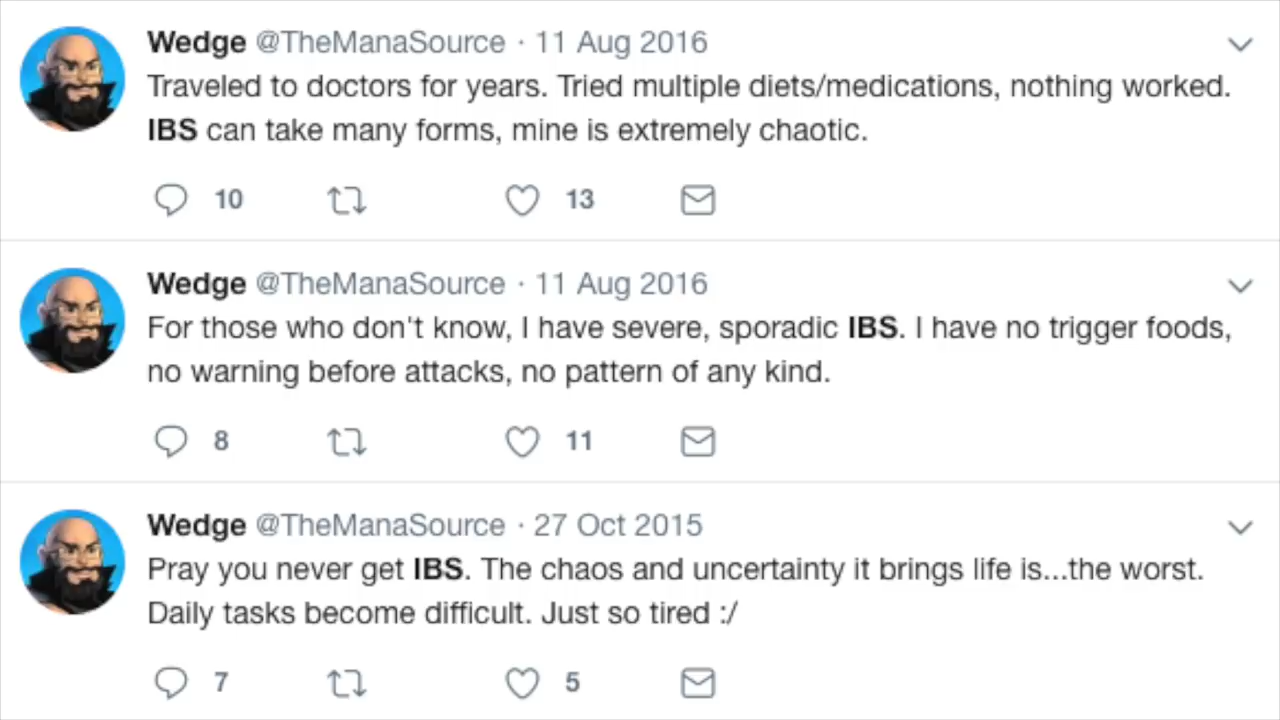 Wedge @TheManaSource · 11 Aug 2016
Traveled to doctors for years. Tried multiple diets/medications, nothing worked.
IBS can take many forms, mine is extremely chaotic.
10 13
Wedge @TheManaSource · 11 Aug 2016
For those who don't know, I have severe, sporadic IBS. I have no trigger foods,
no warning before attacks, no pattern of any kind.
8 11
Wedge @TheManaSource · 27 Oct 2015
Pray you never get IBS. The chaos and uncertainty it brings life is...the worst.
Daily tasks become difficult. Just so tired :/
7 5